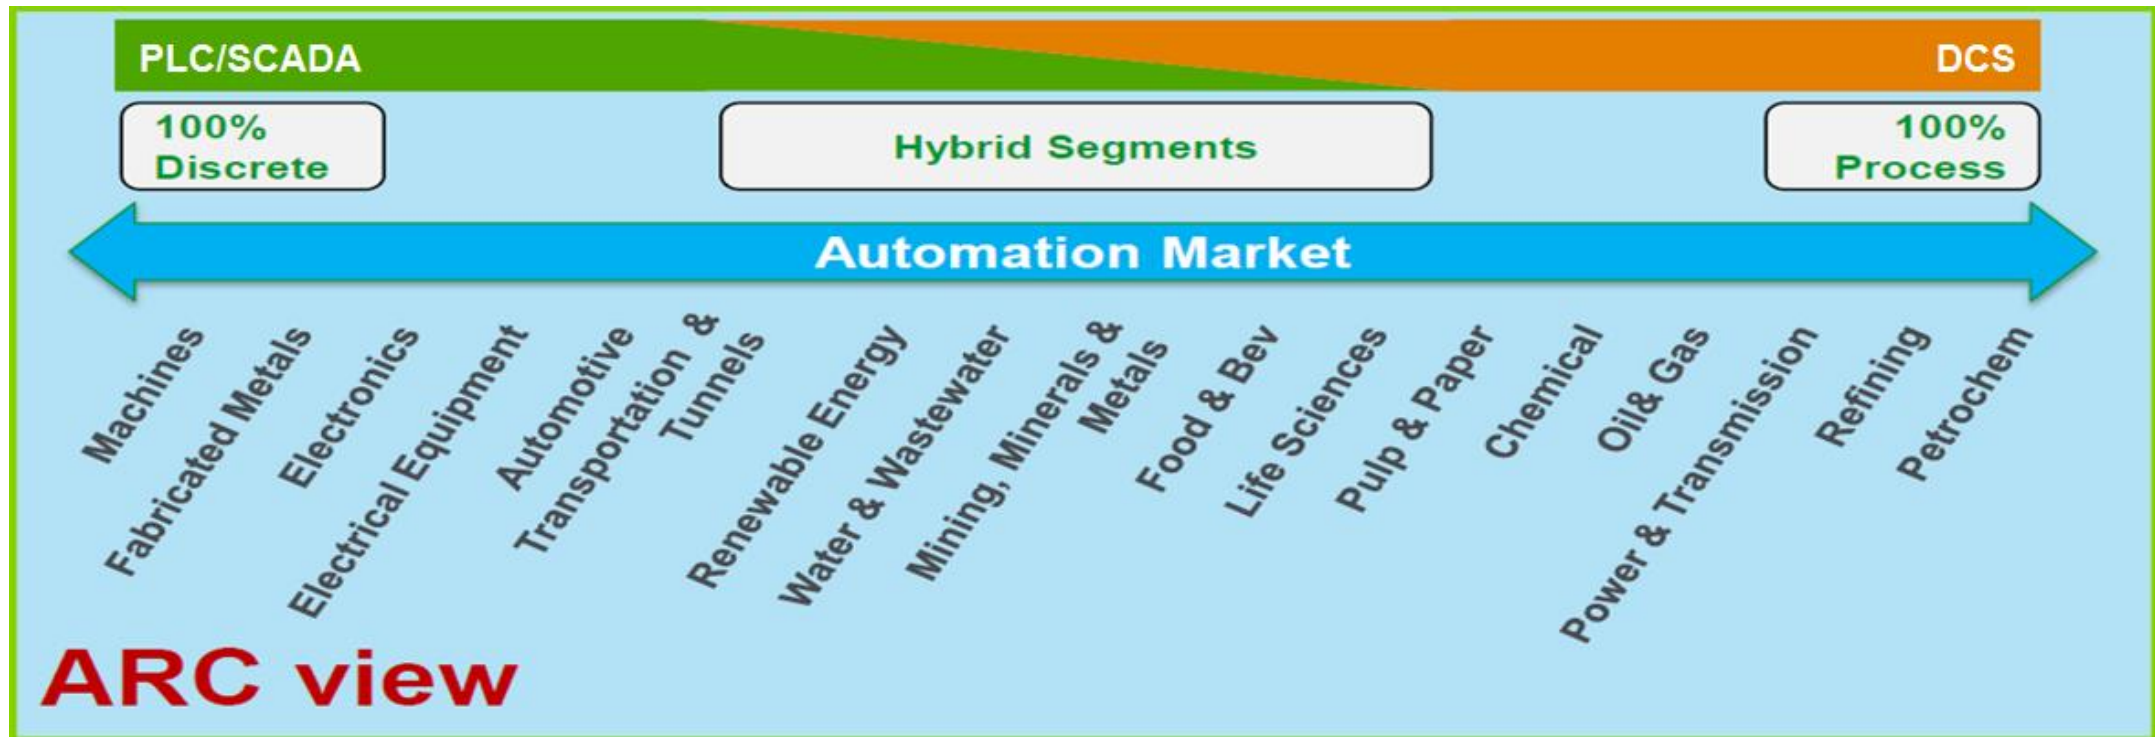 PLC/SCADA
DCS
100%
Discrete
Hybrid Segments
100%
Process
Automation Market
Machines
Fabricated Metals
Electronics
Electrical Equipment
Automotive
Transportation &
Tunnels
Renewable Energy
Water & Wastewater
Mining, Minerals &
Metals
Food & Bev
Life Sciences
Pulp & Paper
Chemical
Oil& Gas
Power & Transmission
Refining
Petrochem
ARC view